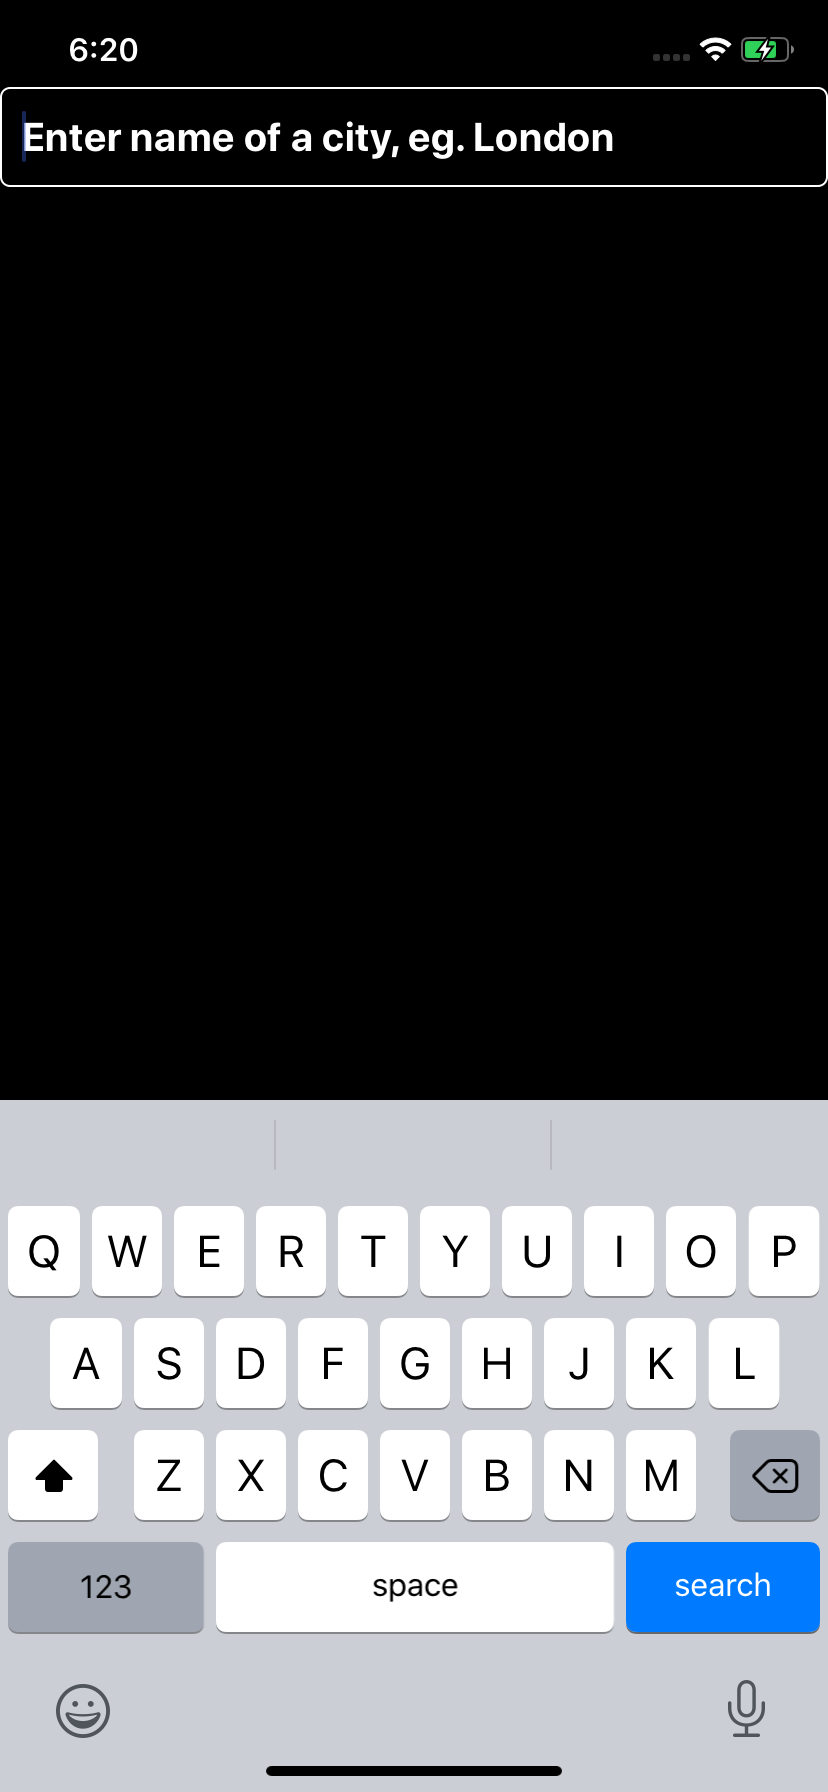 6:20
Enter name of a city, eg. London
Q W E R T Y U I O P
A S D F G H J K L
Z X C V B N M
123 space search